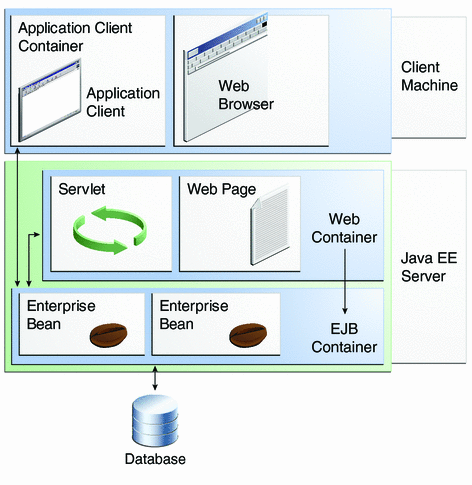 Application Client
Container
Application
Client
Web
Browser
Client
Machine
Servlet
Web Page
Web
Container
Java EE
Server
Enterprise
Bean
Enterprise
Bean
EJB
Container
Database